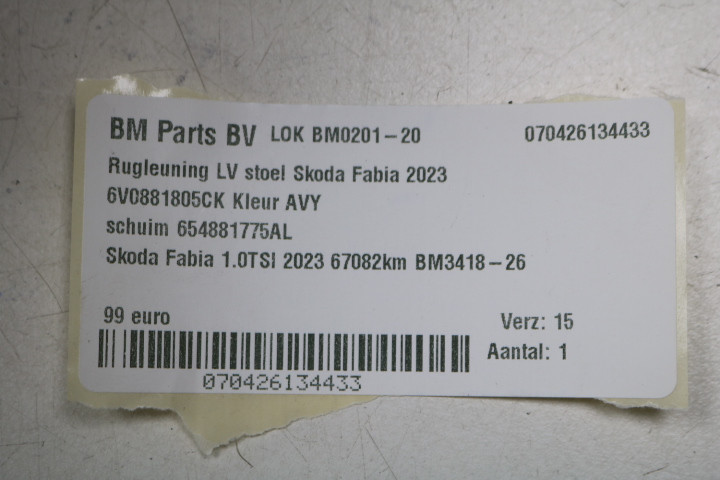 BM Parts BV LOK BM0201-20 070426134433
Rugleuning LV stoel Skoda Fabia 2023
6V0881805CK Kleur AVY
schuim 654881775AL
Skoda Fabia 1.0TSI 2023 67082km BM3418-26
99 euro Verz: 15
Aantal: 1
070426134433